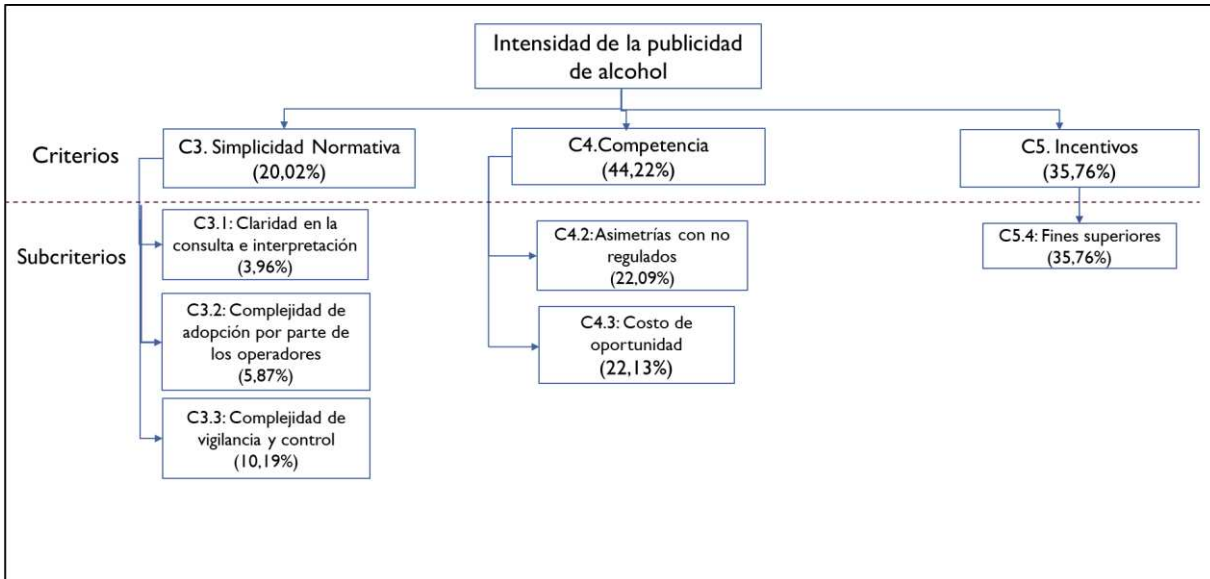 Intensidad de la publicidad
de alcohol
Criterios
C3. Simplicidad Normativa
(20,02%)
C4.Competencia
(44,22%)
C5. Incentivos
(35,76%)
Subcriterios
C3.1: Claridad en la
consulta e interpretación
(3,96%)
C3.2: Complejidad de
adopción por parte de
los operadores
(5,87%)
C3.3: Complejidad de
vigilancia y control
(10,19%)
C4.2: Asimetrías con no
regulados
(22,09%)
C4.3: Costo de
oportunidad
(22,13%)
C5.4: Fines superiores
(35,76%)